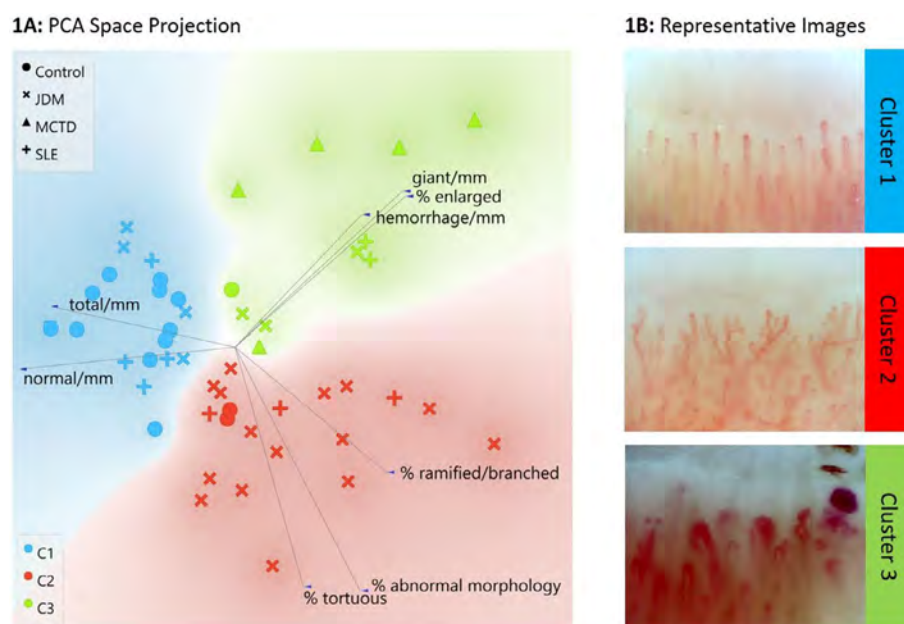 1A: PCA Space Projection
Control
JDM
MCTD
SLE
giant/mm
% enlarged
hemorrhage/mm
total/mm
normal/mm
% ramified/branched
% abnormal morphology
% tortuous
C1
C2
C3
1B: Representative Images
Cluster 1
Cluster 2
Cluster 3